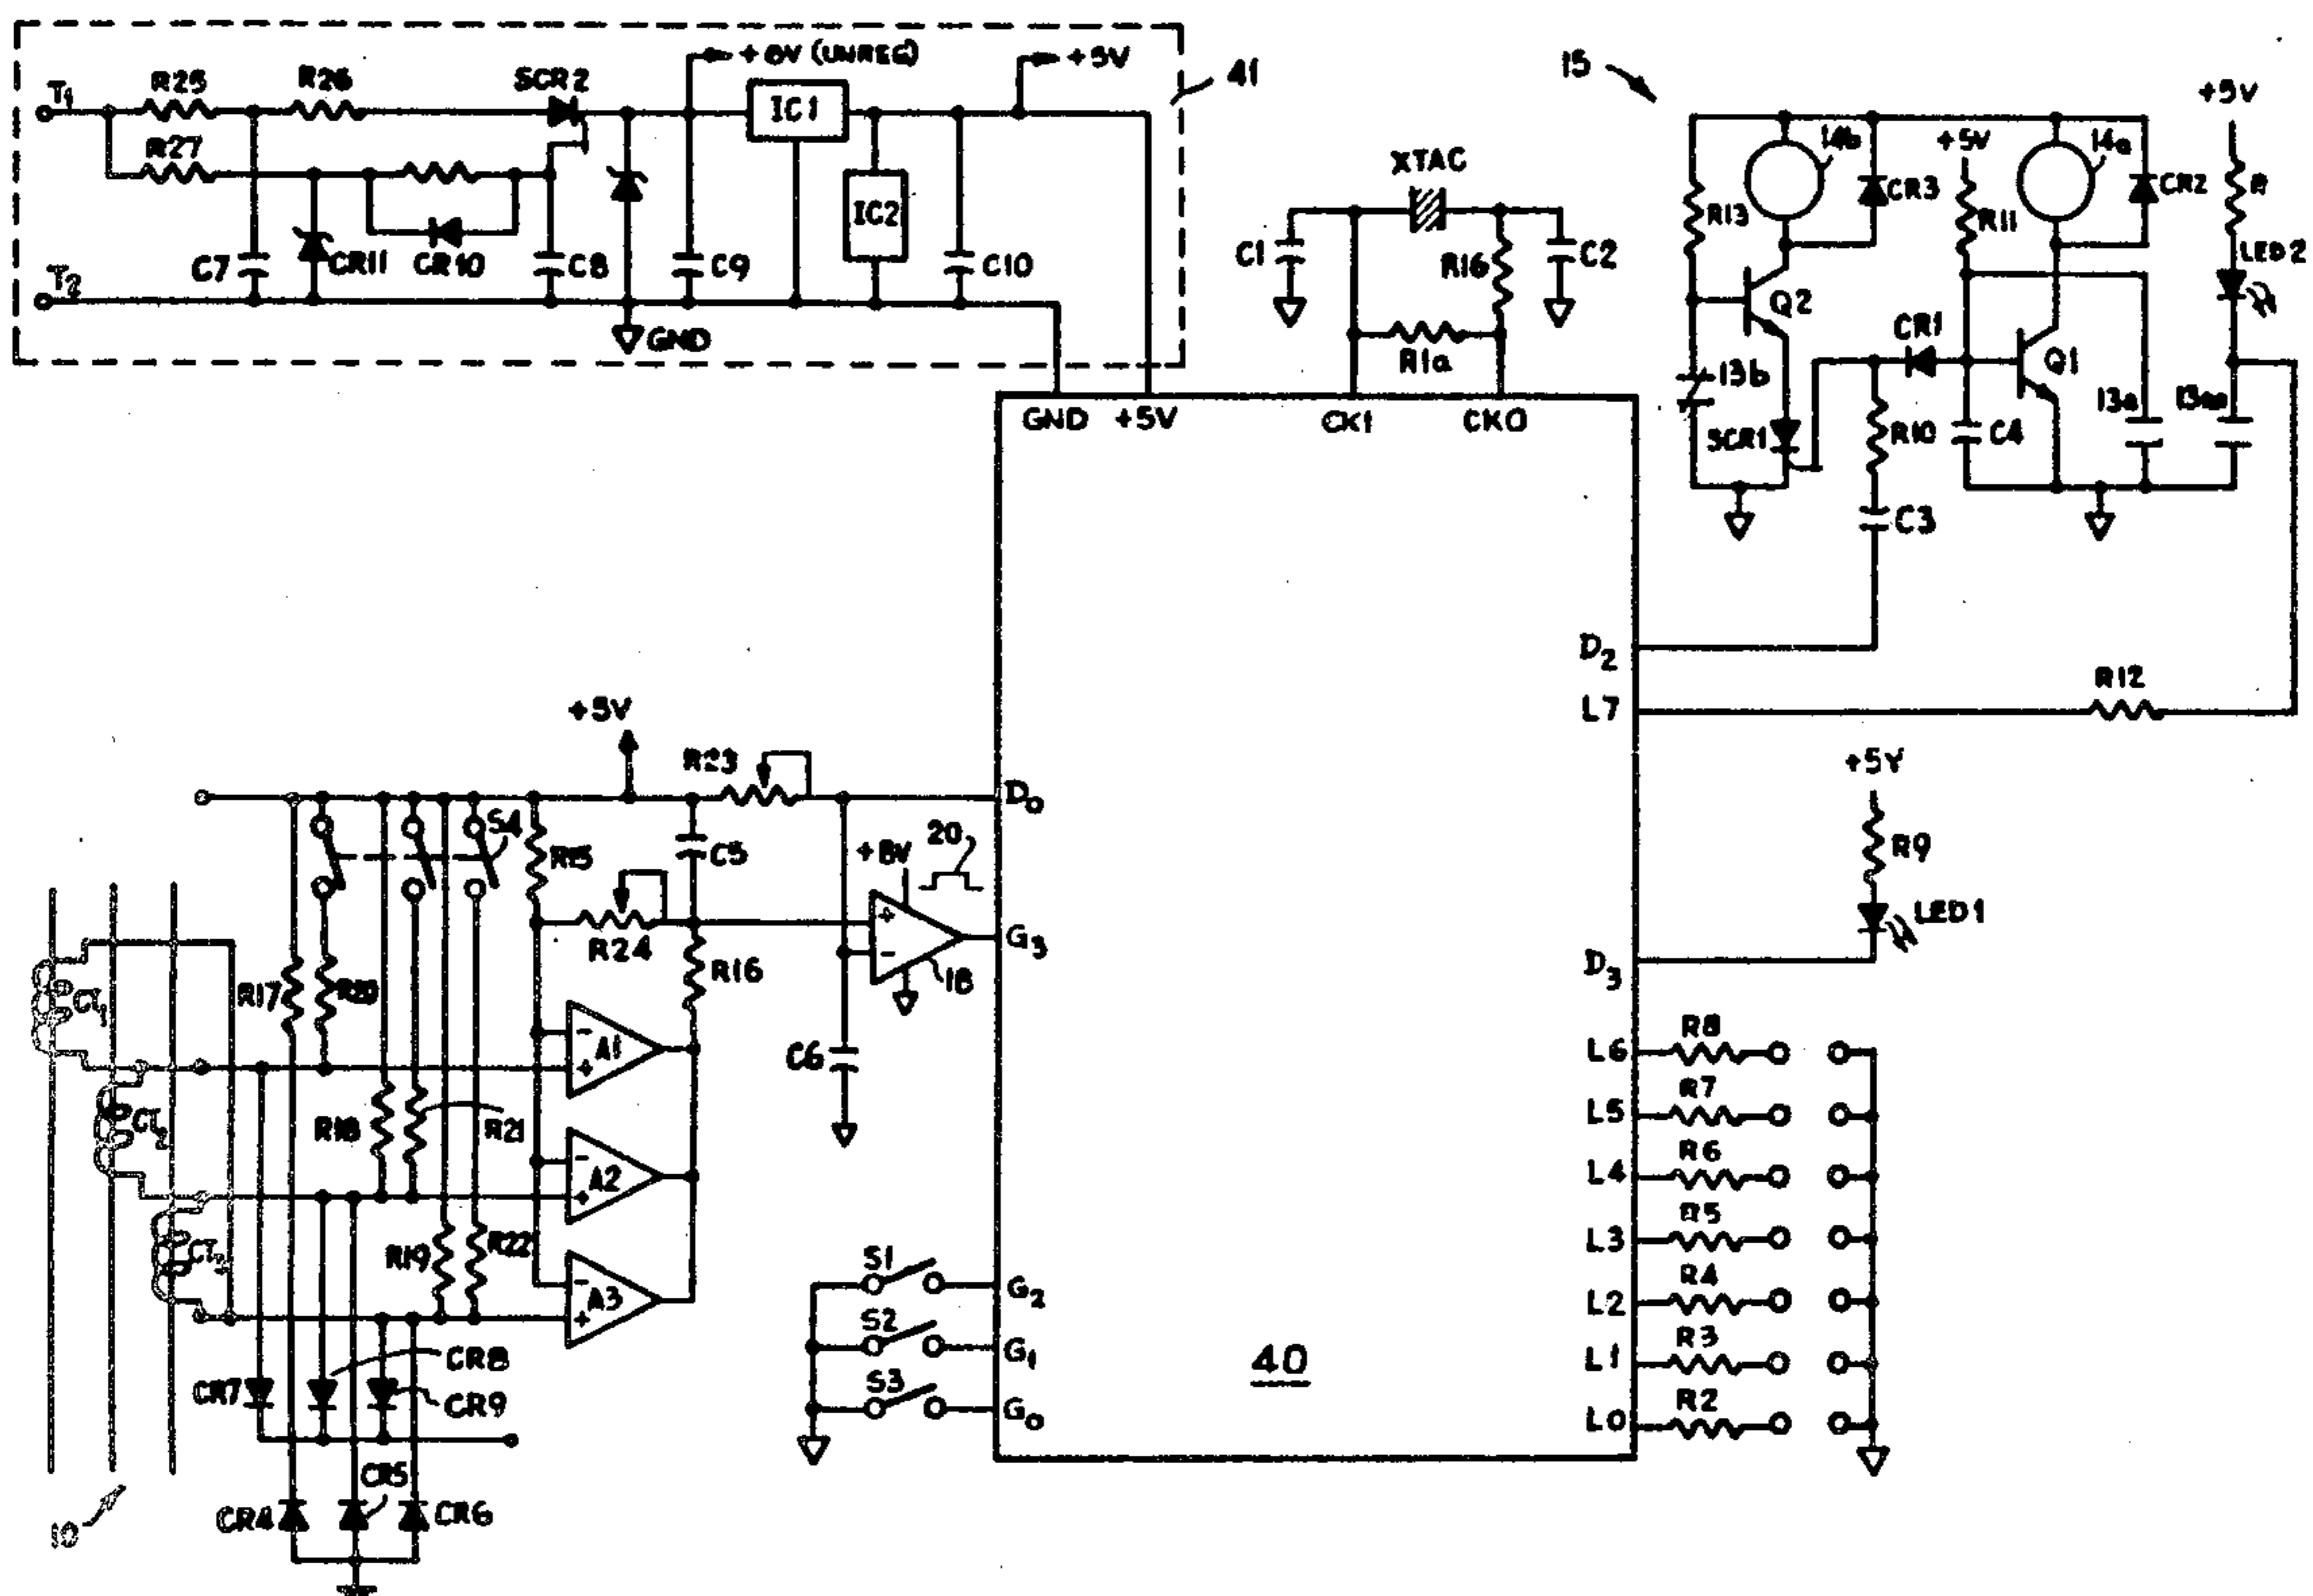 +8V (UNREG)
+5V
41
15
T1
R25
R26
SCR2
IC1
R27
IC2
C7
CR11
CR10
C8
C9
C10
T2
GND
XTAC
C1
R16
C2
R1a
+5V
14b
+5V
14a
R13
CR3
R11
CR2
R
LED2
Q2
CR1
Q1
13b
13a
SCR1
R10
C4
C3
GND
+5V
CK1
CKO
D2
L7
R12
+5V
R23
D0
S4
R15
C5
+8V
20
R24
G3
18
R16
R17
CT1
A1
C6
R18
R21
CT2
A2
R19
R22
A3
CR8
CR7
CR9
CR5
CR4
CR6
10
S1
G2
S2
G1
S3
G0
40
+5V
R9
LED1
D3
L6
R8
L5
R7
L4
R6
L3
R5
L2
R4
L1
R3
L0
R2